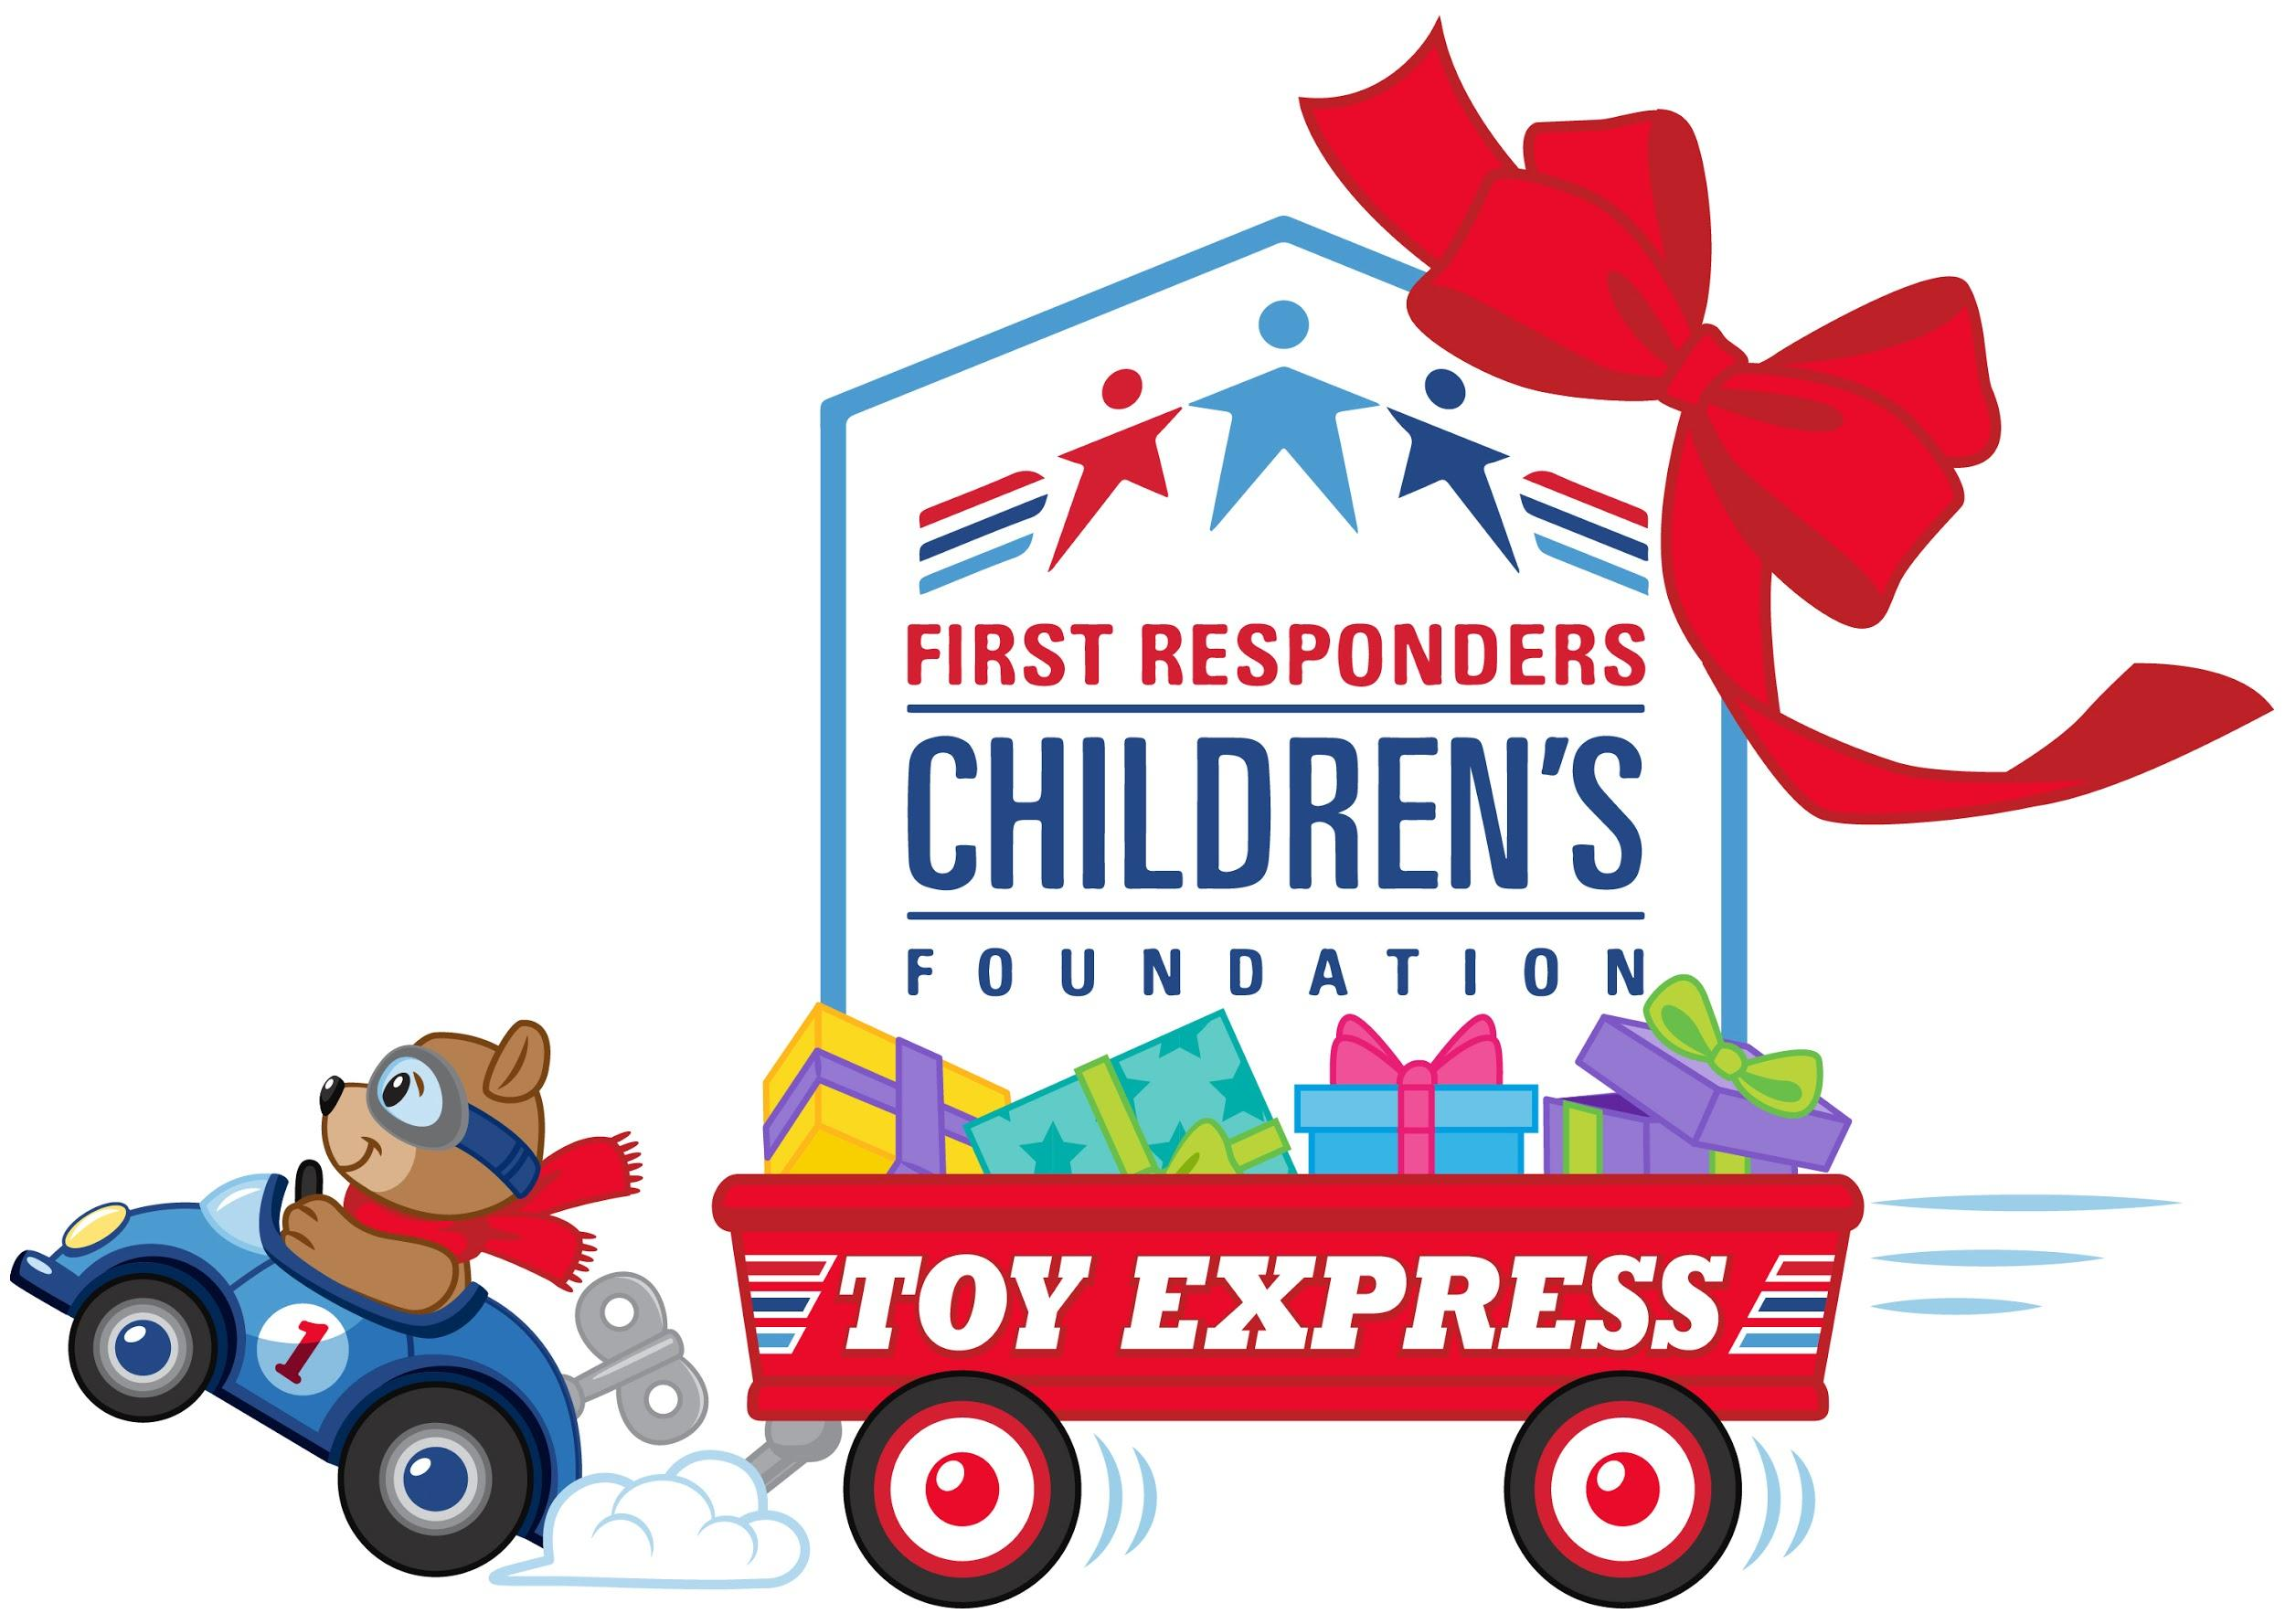 FIRST RESPONDERS
CHILDREN'S
FOUNDATION
1
TOY EXPRESS